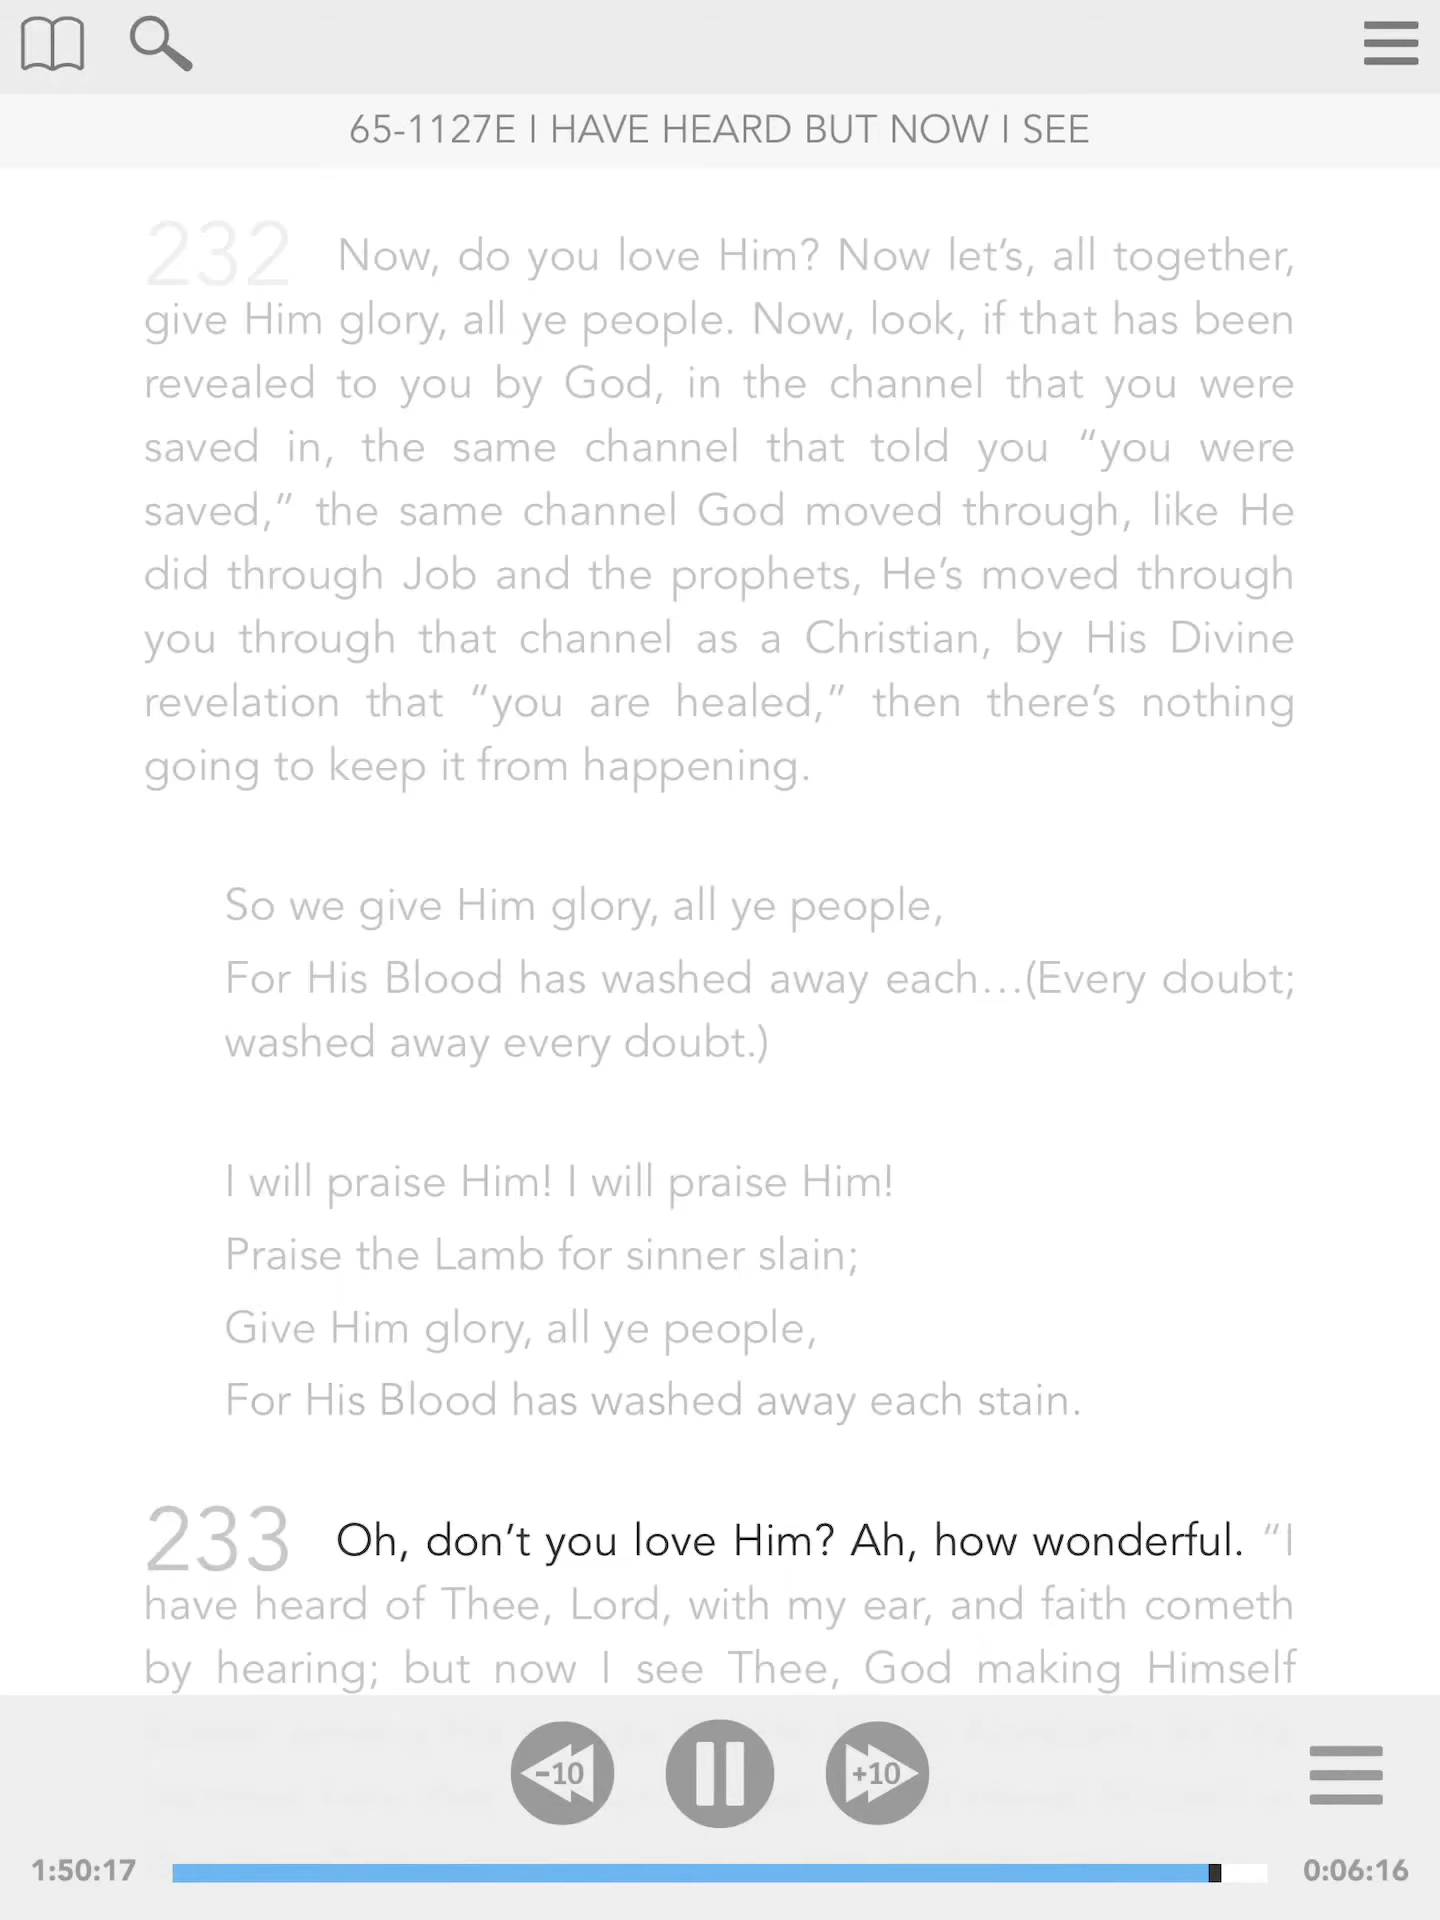 65-1127E I HAVE HEARD BUT NOW I SEE
232 Now, do you love Him? Now let’s, all together,
give Him glory, all ye people. Now, look, if that has been
revealed to you by God, in the channel that you were
saved in, the same channel that told you “you were
saved,” the same channel God moved through, like He
did through Job and the prophets, He’s moved through
you through that channel as a Christian, by His Divine
revelation that “you are healed,” then there’s nothing
going to keep it from happening.
So we give Him glory, all ye people,
For His Blood has washed away each…(Every doubt;
washed away every doubt.)
I will praise Him! I will praise Him!
Praise the Lamb for sinner slain;
Give Him glory, all ye people,
For His Blood has washed away each stain.
233 Oh, don’t you love Him? Ah, how wonderful. “I
have heard of Thee, Lord, with my ear, and faith cometh
by hearing; but now I see Thee, God making Himself
-10 +10
1:50:17 0:06:16